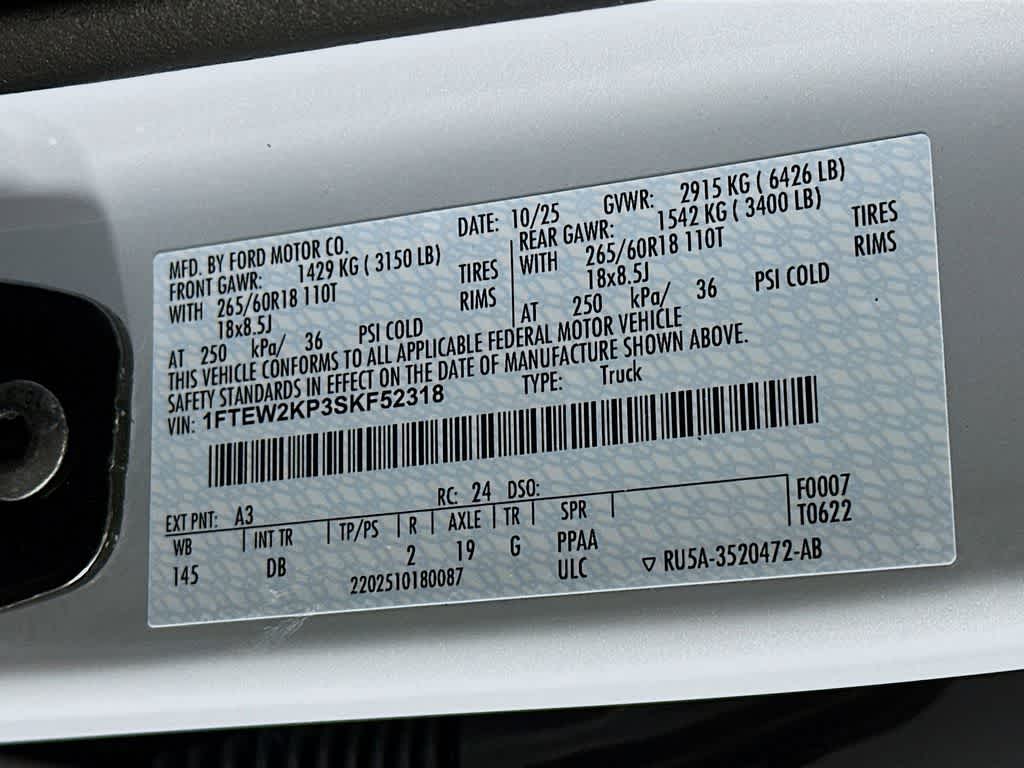 MFD. BY FORD MOTOR CO. DATE: 10/25 GVWR: 2915 KG ( 6426 LB)
FRONT GAWR: 1429 KG ( 3150 LB)
WITH 265/60R18 110T TIRES
18x8.5J RIMS
AT 250 kPa/ 36 PSI COLD
REAR GAWR: 1542 KG ( 3400 LB)
WITH 265/60R18 110T TIRES
18x8.5J RIMS
AT 250 kPa/ 36 PSI COLD
THIS VEHICLE CONFORMS TO ALL APPLICABLE FEDERAL MOTOR VEHICLE
SAFETY STANDARDS IN EFFECT ON THE DATE OF MANUFACTURE SHOWN ABOVE.
VIN: 1FTEW2KP3SKF52318 TYPE: Truck
EXT PNT: A3 RC: 24 DSO:
F0007
T0622
WB INT TR TP/PS R AXLE TR SPR
145 DB 2 19 G PPAA
2202510180087 ULC RU5A-3520472-AB